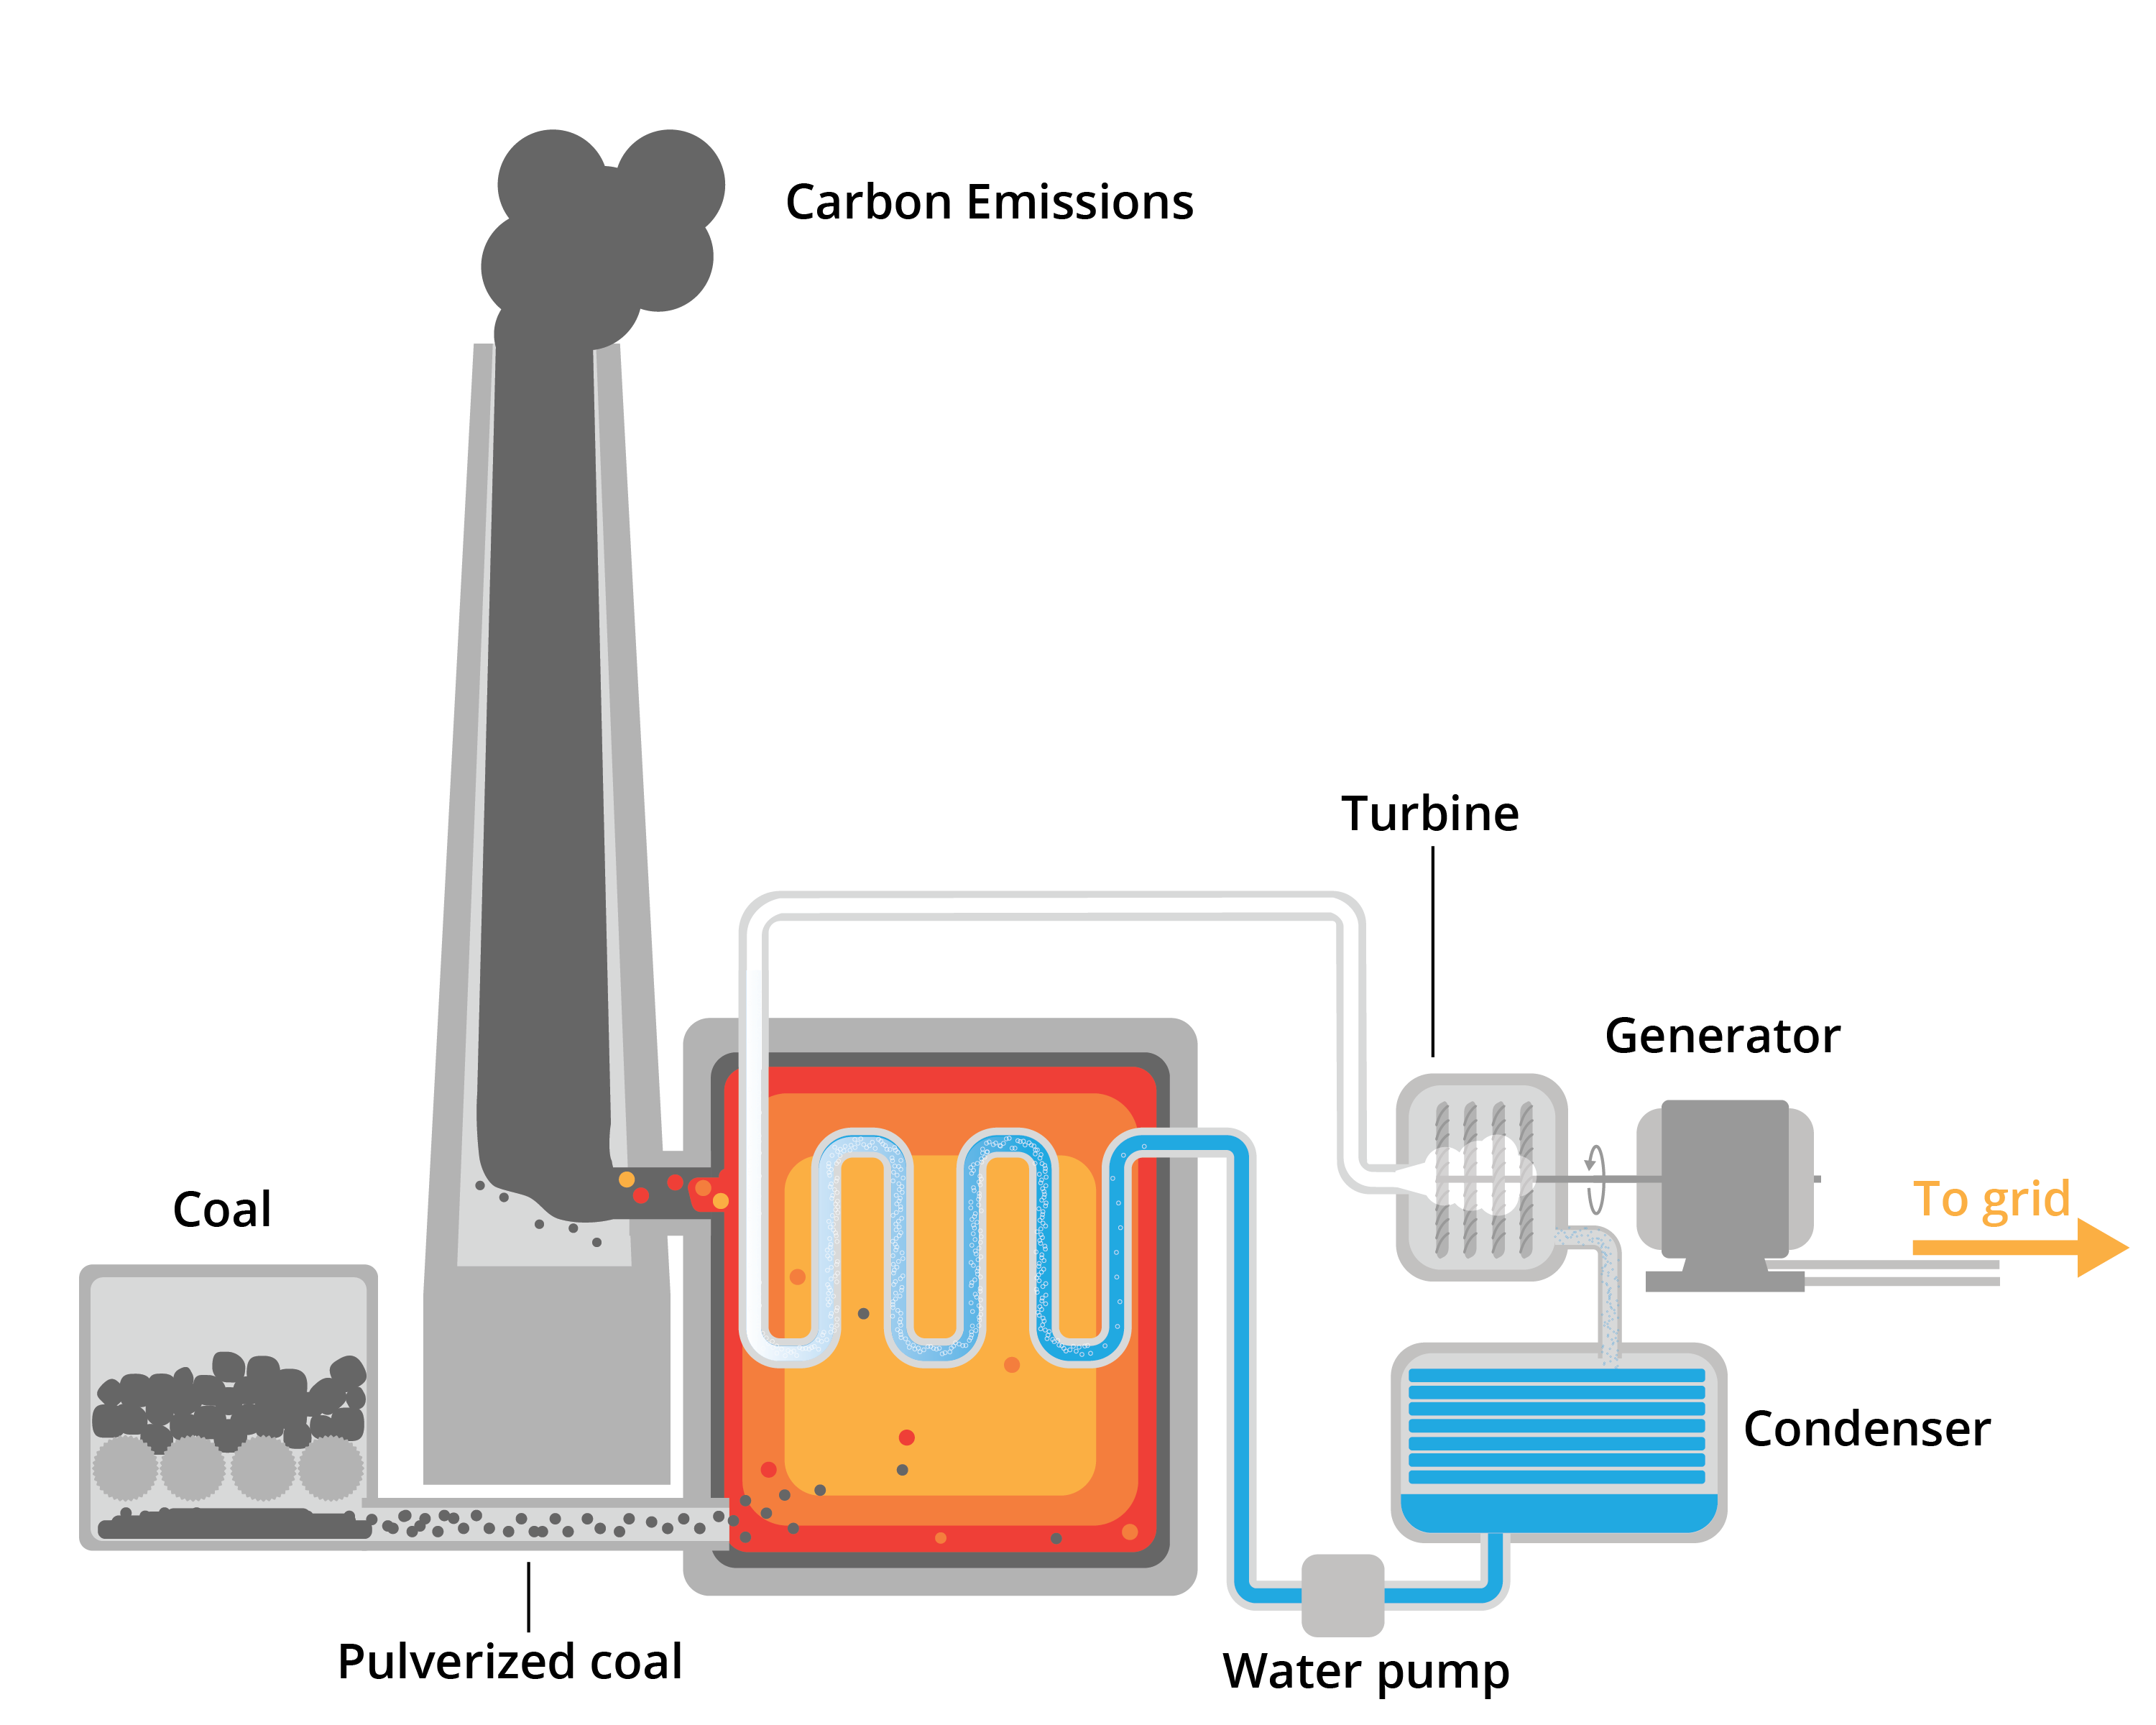 Carbon Emissions
Turbine
Generator
Coal
To grid
Condenser
Pulverized coal
Water pump